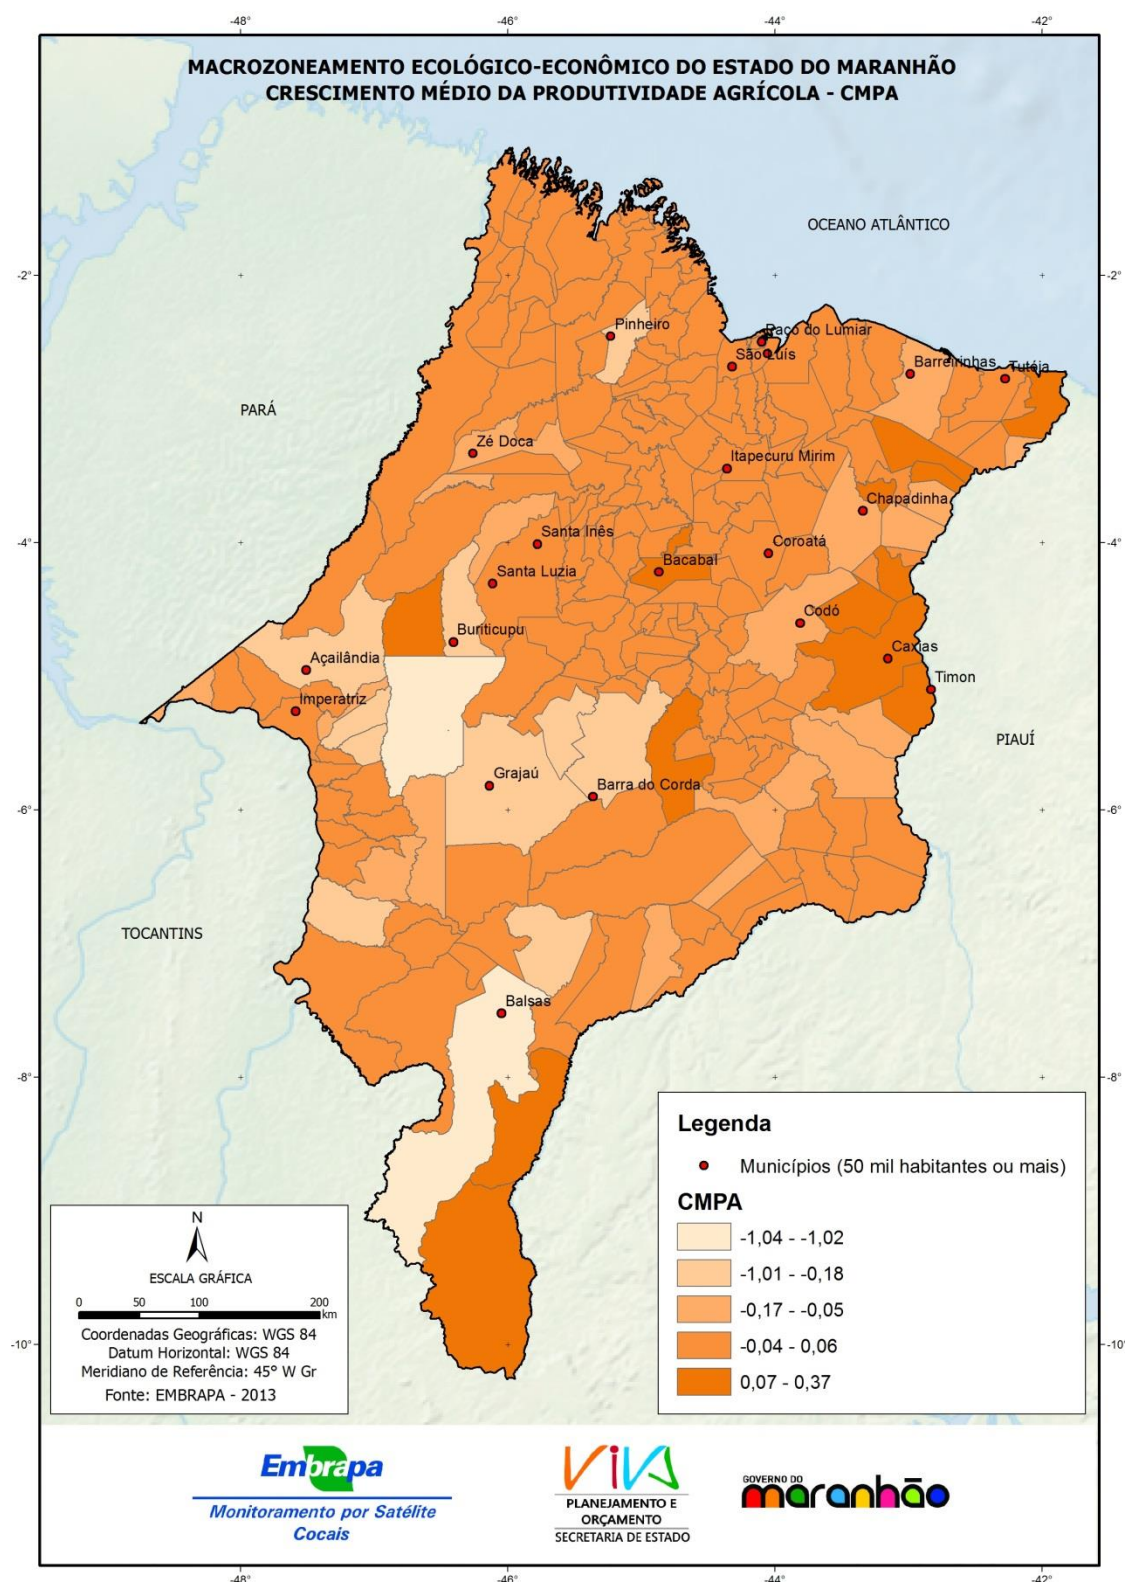 -48°
-46°
-44°
-42°
MACROZONEAMENTO ECOLÓGICO-ECONÔMICO DO ESTADO DO MARANHÃO
CRESCIMENTO MÉDIO DA PRODUTIVIDADE AGRÍCOLA - CMPA
OCEANO ATLÂNTICO
-2°
-2°
Pinheiro
Paço do Lumiar
São Luís
Barreirinhas
Tutóia
PARÁ
Zé Doca
Itapecuru Mirim
Chapadinha
-4°
-4°
Santa Inês
Coroatá
Bacabal
Santa Luzia
Codó
Buriticupu
Caxias
Açailândia
Timon
Imperatriz
PIAUÍ
Grajaú
Barra do Corda
-6°
-6°
TOCANTINS
Balsas
-8°
-8°
Legenda
Municípios (50 mil habitantes ou mais)
CMPA
-1,04 - -1,02
-1,01 - -0,18
-0,17 - -0,05
-0,04 - 0,06
0,07 - 0,37
N
ESCALA GRÁFICA
0 50 100 200
km
Coordenadas Geográficas: WGS 84
Datum Horizontal: WGS 84
Meridiano de Referência: 45° W Gr
Fonte: EMBRAPA - 2013
-10°
-10°
Embrapa
Monitoramento por Satélite
Cocais
VIVA
PLANEJAMENTO E
ORÇAMENTO
SECRETARIA DE ESTADO
GOVERNO DO
maranhão
-48°
-46°
-44°
-42°